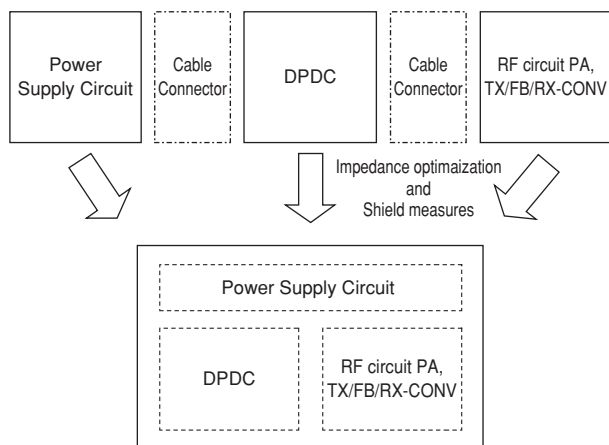 Power
Supply Circuit
Cable
Connector
DPDC
Cable
Connector
RF circuit PA,
TX/FB/RX-CONV
Impedance optimaization
and
Shield measures
Power Supply Circuit
DPDC
RF circuit PA,
TX/FB/RX-CONV